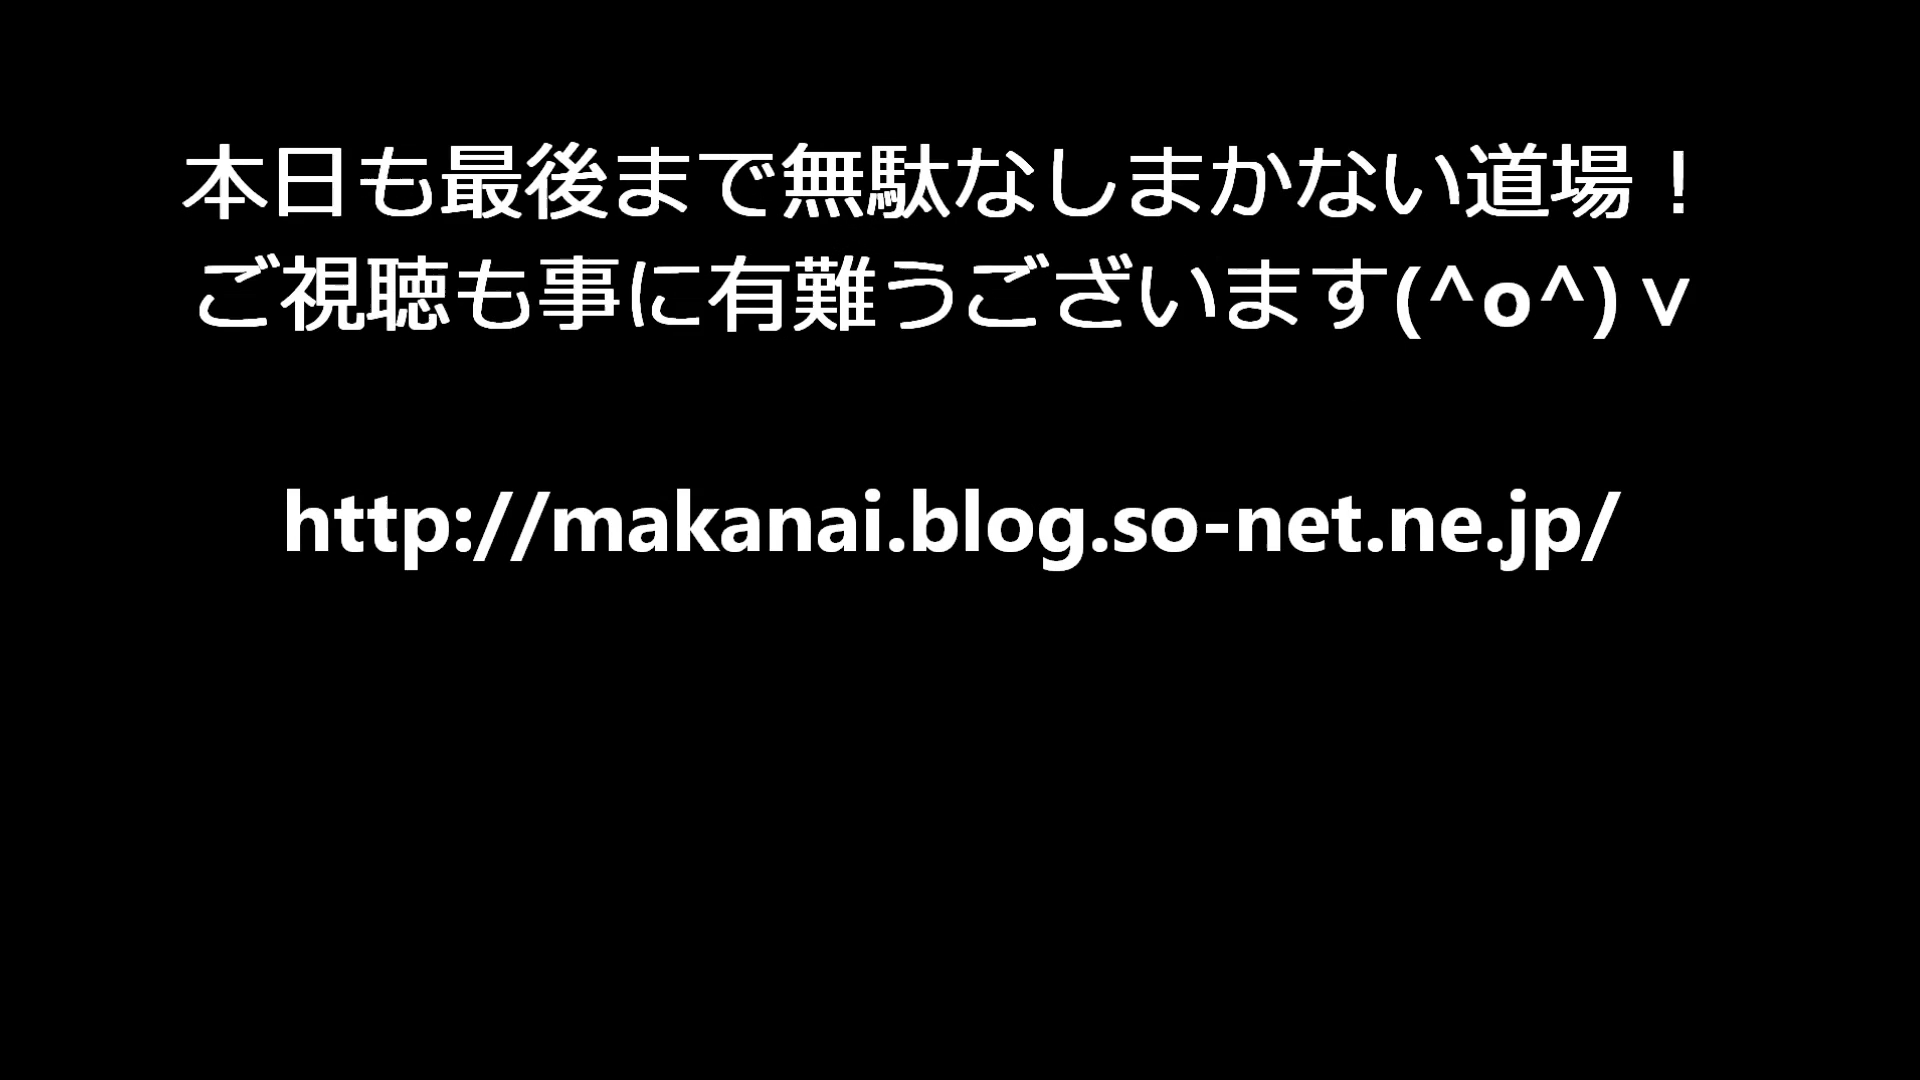 本日も最後まで無駄なしまかない道場！
ご視聴も事に有難うございます(^o^)ｖ
http://makanai.blog.so-net.ne.jp/